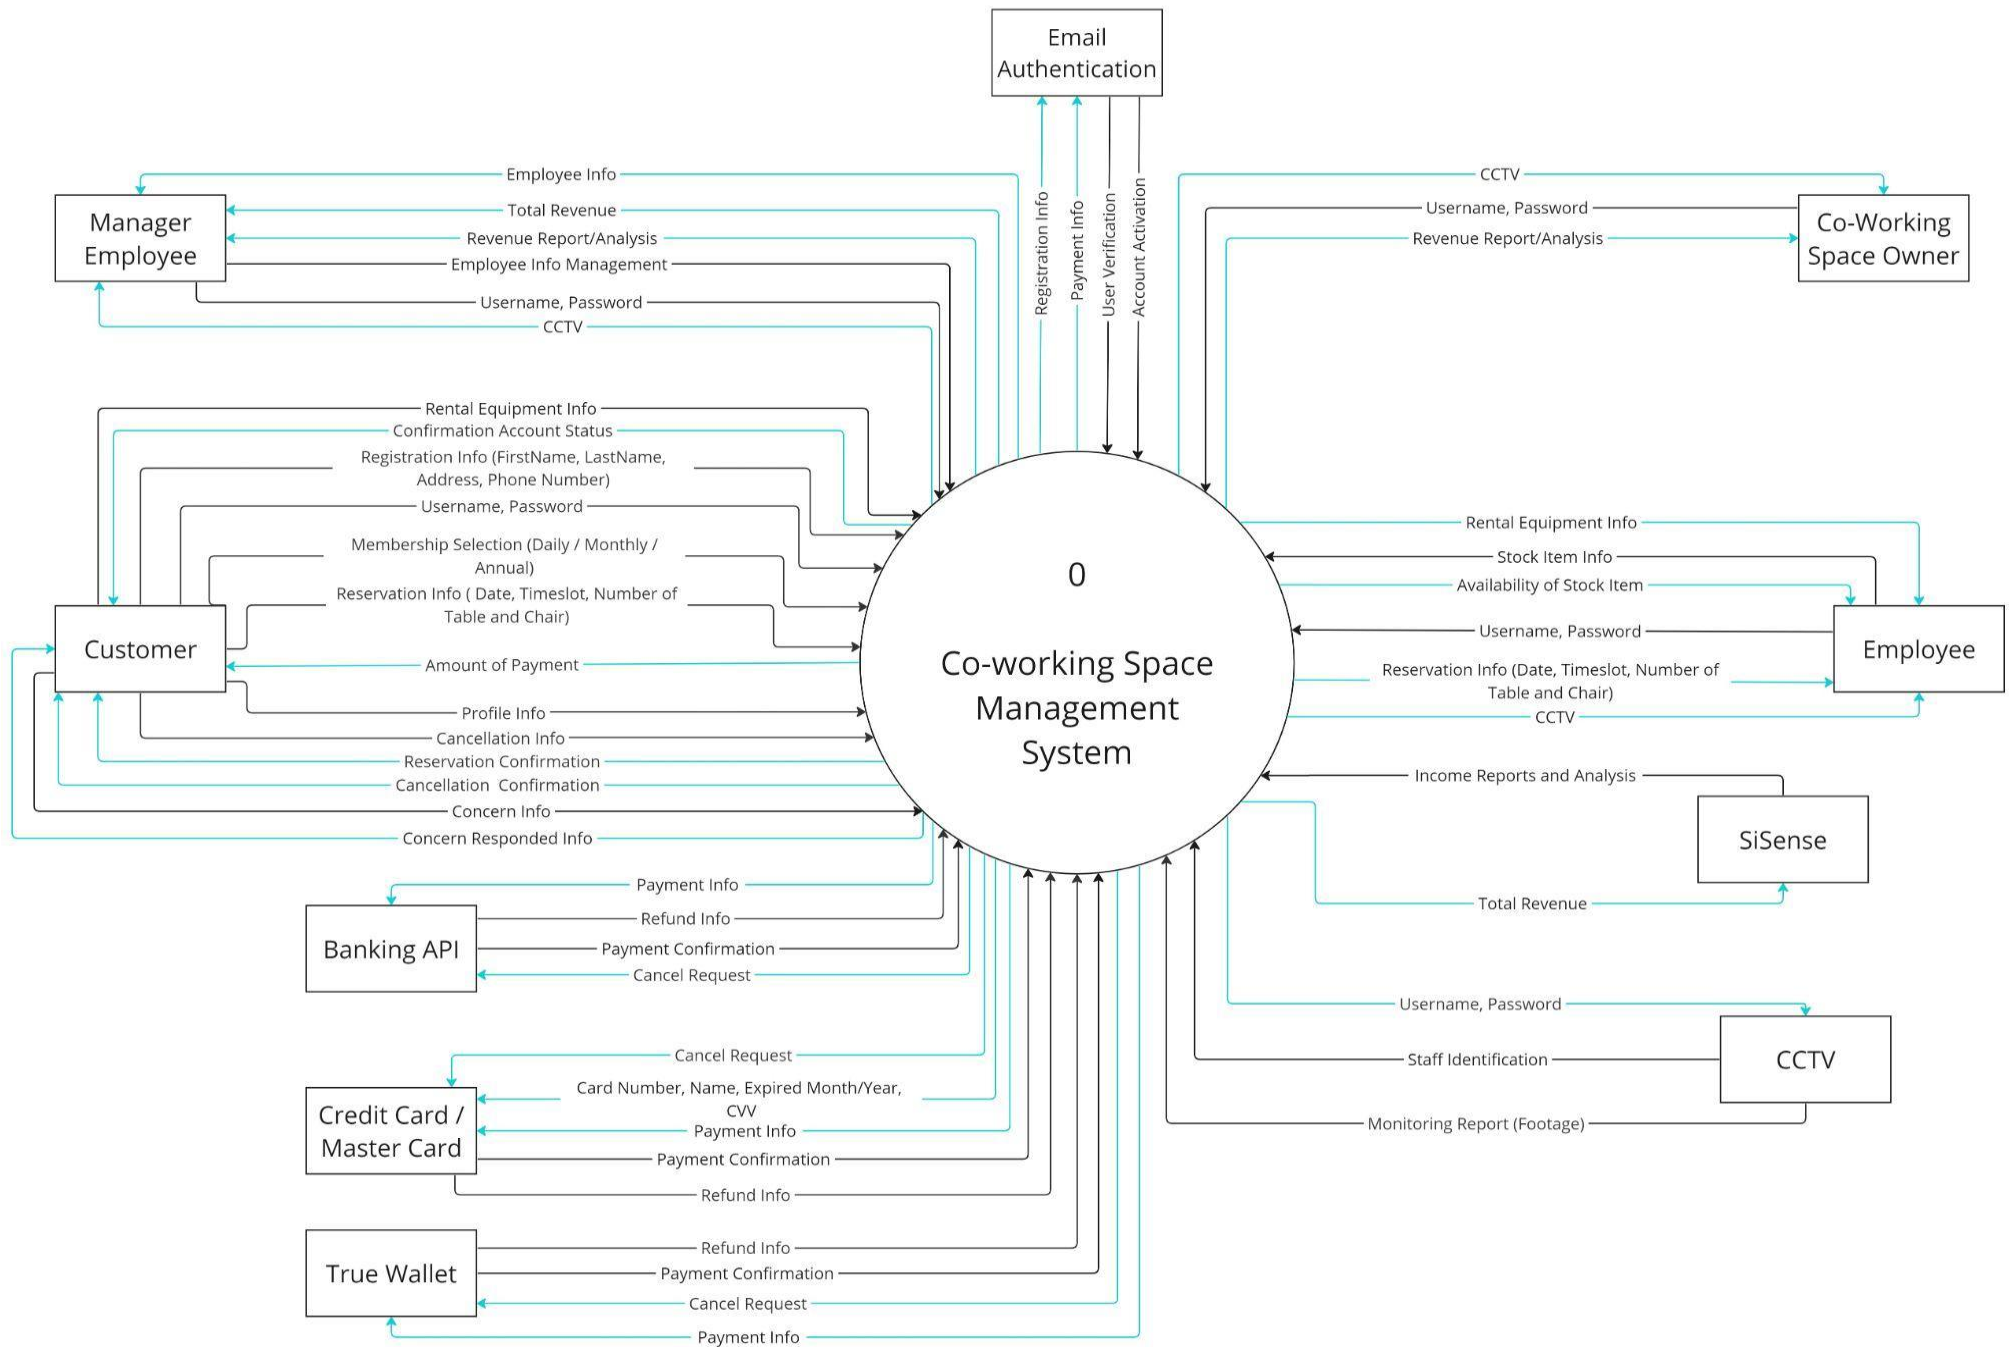 Email
Authentication
Registration Info
Payment Info
User Verification
Account Activation
Manager
Employee
Employee Info
Total Revenue
Revenue Report/Analysis
Employee Info Management
Username, Password
CCTV
CCTV
Username, Password
Revenue Report/Analysis
Co-Working
Space Owner
Rental Equipment Info
Confirmation Account Status
Registration Info (FirstName, LastName,
Address, Phone Number)
Username, Password
Membership Selection (Daily / Monthly /
Annual)
Reservation Info ( Date, Timeslot, Number of
Table and Chair)
Customer
Amount of Payment
Profile Info
Cancellation Info
Reservation Confirmation
Cancellation  Confirmation
Concern Info
Concern Responded Info
0
Co-working Space
Management
System
Rental Equipment Info
Stock Item Info
Availability of Stock Item
Username, Password
Reservation Info (Date, Timeslot, Number of
Table and Chair)
CCTV
Employee
Income Reports and Analysis
SiSense
Total Revenue
Payment Info
Refund Info
Banking API
Payment Confirmation
Cancel Request
Username, Password
Staff Identification
CCTV
Monitoring Report (Footage)
Cancel Request
Card Number, Name, Expired Month/Year,
CVV
Credit Card /
Master Card
Payment Info
Payment Confirmation
Refund Info
Refund Info
True Wallet
Payment Confirmation
Cancel Request
Payment Info